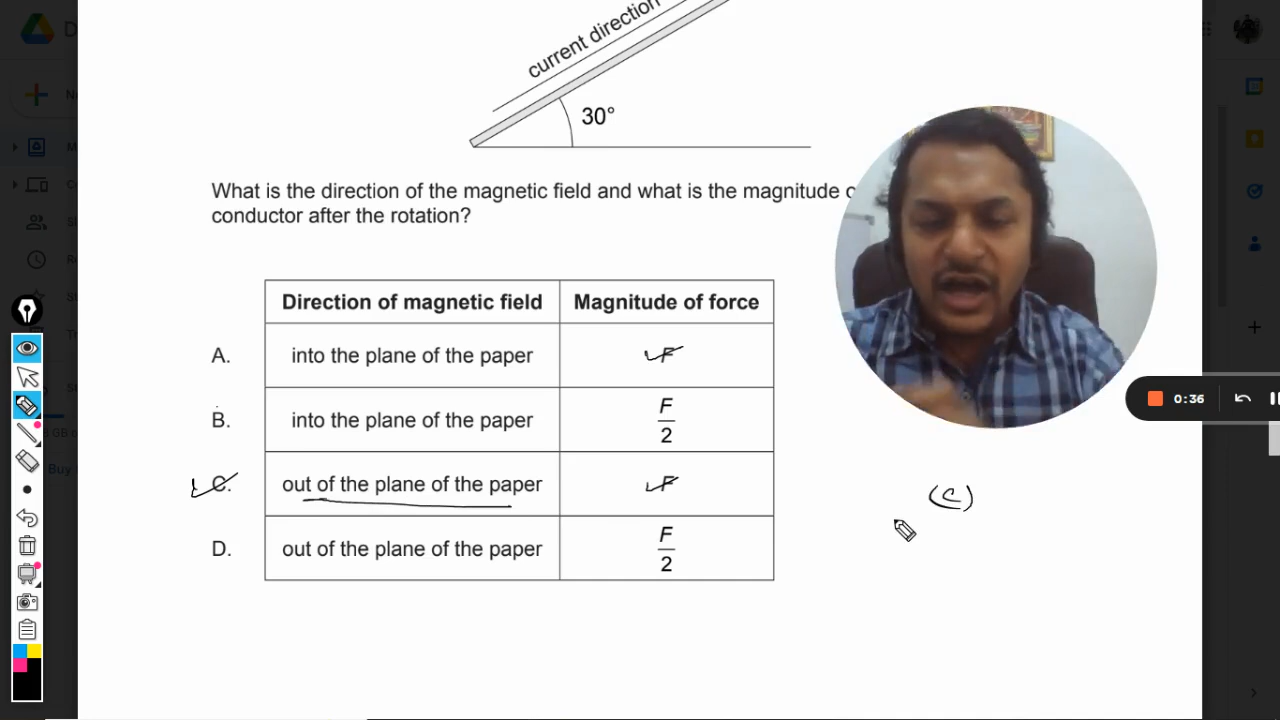 current direction
30°
What is the direction of the magnetic field and what is the magnitude
conductor after the rotation?
Direction of magnetic field Magnitude of force
A. into the plane of the paper F
B. into the plane of the paper F/2
C. out of the plane of the paper F
(C)
D. out of the plane of the paper F/2
0:36
Buy